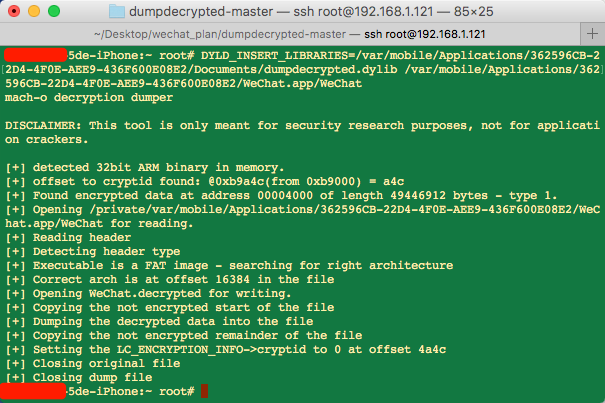 dumpdecrypted-master — ssh root@192.168.1.121 — 85×25
~/Desktop/wechat_plan/dumpdecrypted-master — ssh root@192.168.1.121
5de-iPhone:~ root# DYLD_INSERT_LIBRARIES=/var/mobile/Applications/362596CB-2
2D4-4F0E-AEE9-436F600E08E2/Documents/dumpdecrypted.dylib /var/mobile/Applications/362
596CB-22D4-4F0E-AEE9-436F600E08E2/WeChat.app/WeChat
mach-o decryption dumper
DISCLAIMER: This tool is only meant for security research purposes, not for applicati
on crackers.
[+] detected 32bit ARM binary in memory.
[+] offset to cryptid found: @0xb9a4c(from 0xb9000) = a4c
[+] Found encrypted data at address 00004000 of length 49446912 bytes - type 1.
[+] Opening /private/var/mobile/Applications/362596CB-22D4-4F0E-AEE9-436F600E08E2/WeC
hat.app/WeChat for reading.
[+] Reading header
[+] Detecting header type
[+] Executable is a FAT image - searching for right architecture
[+] Correct arch is at offset 16384 in the file
[+] Opening WeChat.decrypted for writing.
[+] Copying the not encrypted start of the file
[+] Dumping the decrypted data into the file
[+] Copying the not encrypted remainder of the file
[+] Setting the LC_ENCRYPTION_INFO->cryptid to 0 at offset 4a4c
[+] Closing original file
[+] Closing dump file
5de-iPhone:~ root#